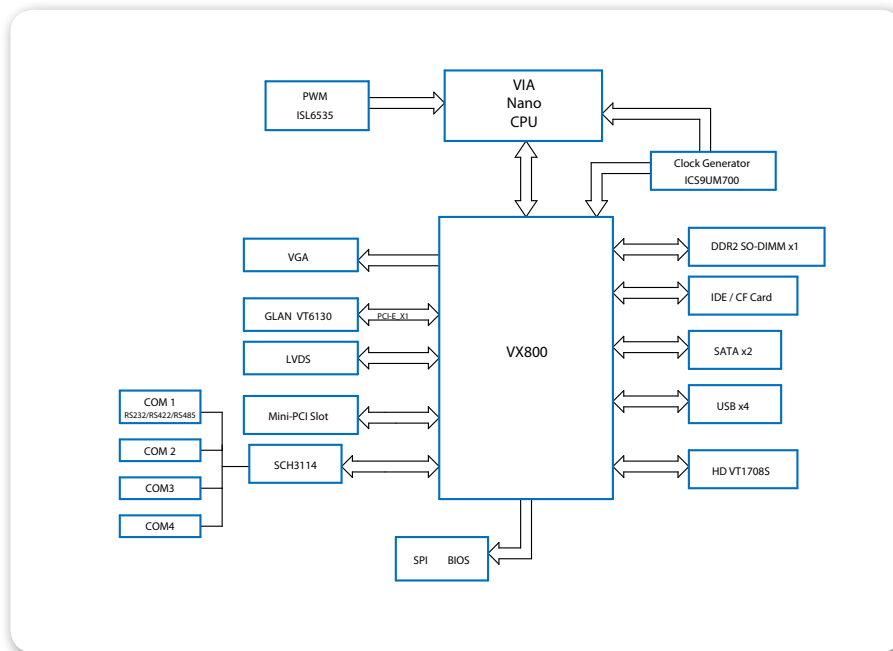 VIA
Nano
CPU
PWM
ISL6535
Clock Generator
ICS9UM700
VGA
DDR2 SO-DIMM x1
IDE / CF Card
GLAN VT6130
PCI-E_X1
LVDS
VX800
SATA x2
COM 1
RS232/RS422/RS485
Mini-PCI Slot
USB x4
COM 2
SCH3114
HD VT1708S
COM3
COM4
SPI BIOS